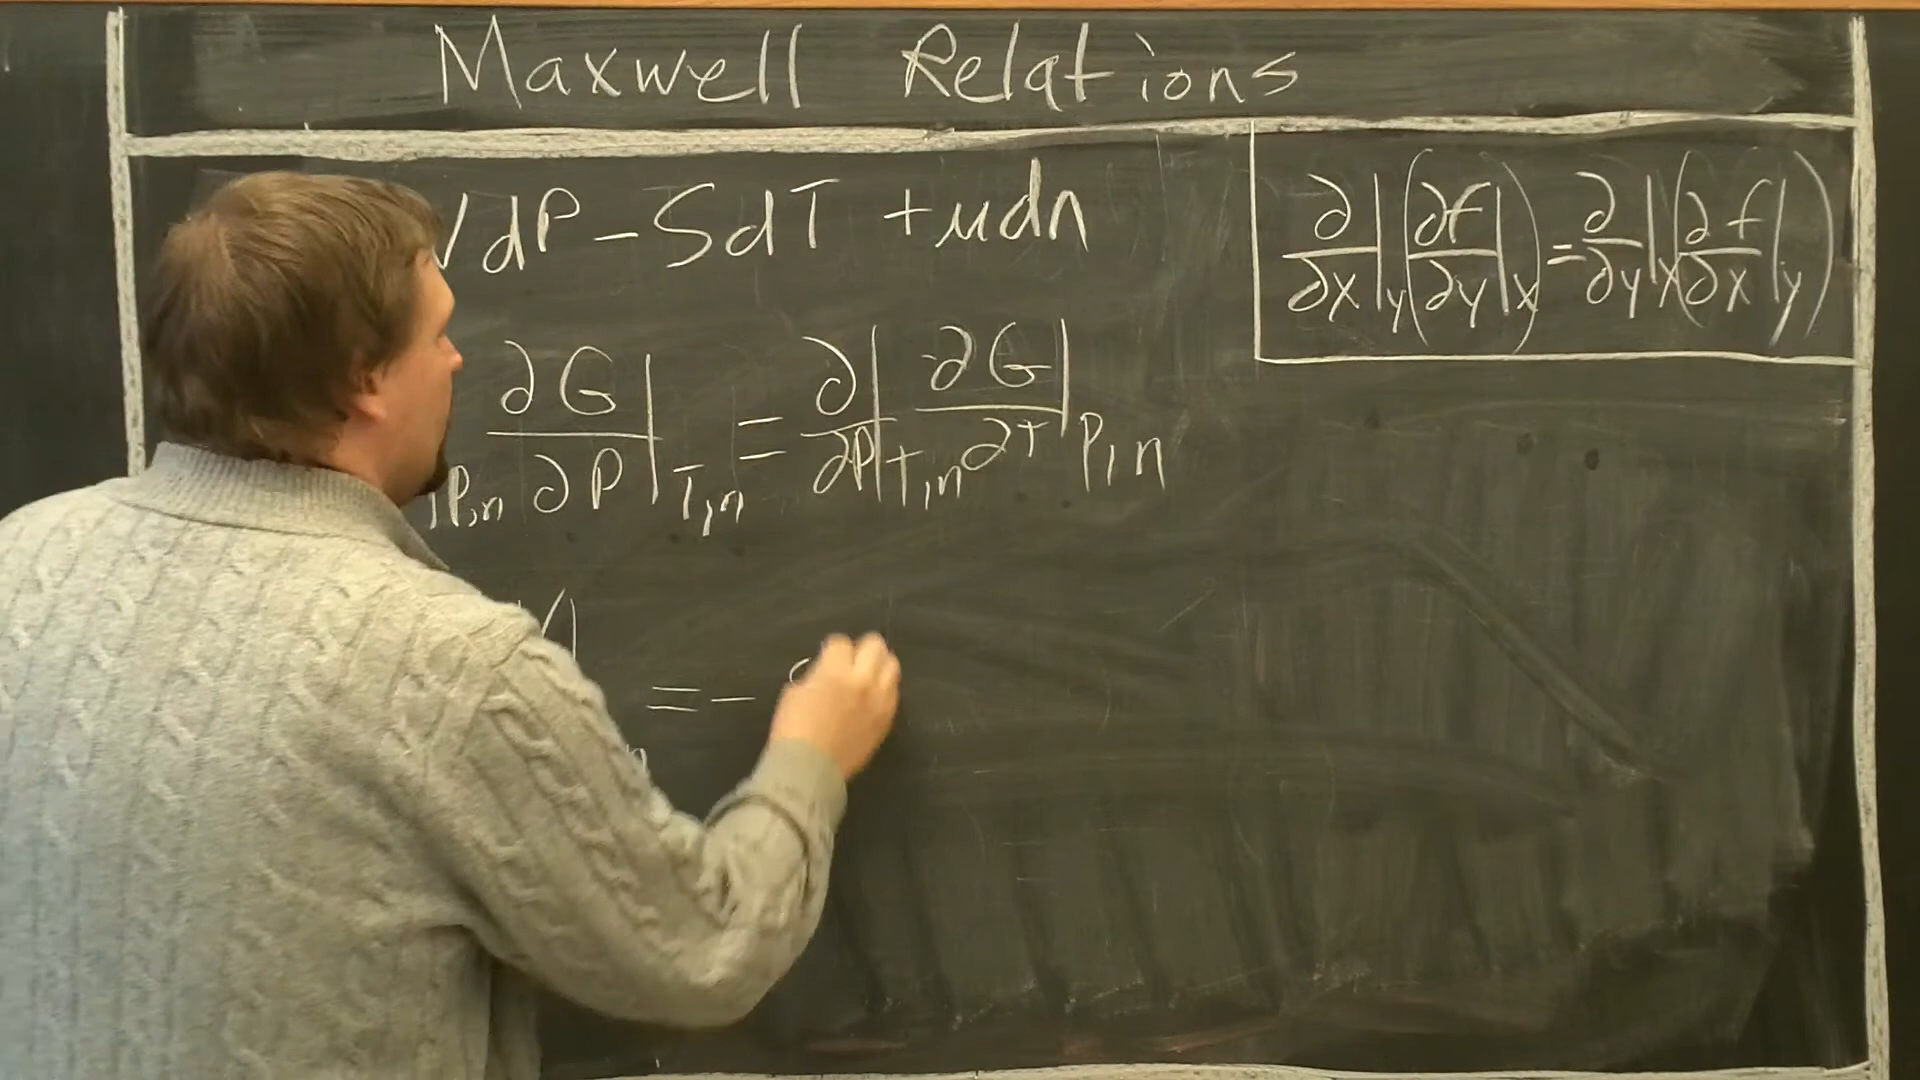 Maxwell Relations
VdP - SdT + μdn
∂/∂x|y (∂f/∂y|x) = ∂/∂y|x (∂f/∂x|y)
|P,n ∂G/∂P|T,n = ∂/∂P|T,n ∂G/∂T|P,n
V| n = -